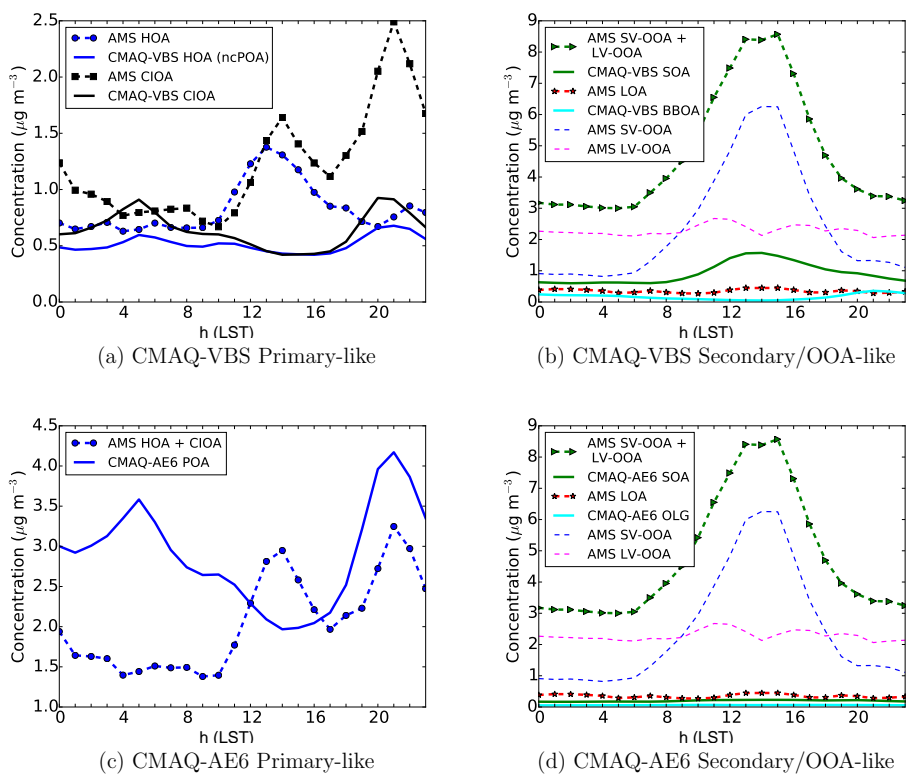 2.5
2.0
1.5
1.0
0.5
0.0
Concentration (μg m⁻³)
AMS HOA
CMAQ-VBS HOA (ncPOA)
AMS CIOA
CMAQ-VBS CIOA
0 4 8 12 16 20
h (LST)
(a) CMAQ-VBS Primary-like
9
8
7
6
5
4
3
2
1
0
Concentration (μg m⁻³)
AMS SV-OOA +
LV-OOA
CMAQ-VBS SOA
AMS LOA
CMAQ-VBS BBOA
AMS SV-OOA
AMS LV-OOA
0 4 8 12 16 20
h (LST)
(b) CMAQ-VBS Secondary/OOA-like
4.5
4.0
3.5
3.0
2.5
2.0
1.5
1.0
Concentration (μg m⁻³)
AMS HOA + CIOA
CMAQ-AE6 POA
0 4 8 12 16 20
h (LST)
(c) CMAQ-AE6 Primary-like
9
8
7
6
5
4
3
2
1
0
Concentration (μg m⁻³)
AMS SV-OOA +
LV-OOA
CMAQ-AE6 SOA
AMS LOA
CMAQ-AE6 OLG
AMS SV-OOA
AMS LV-OOA
0 4 8 12 16 20
h (LST)
(d) CMAQ-AE6 Secondary/OOA-like